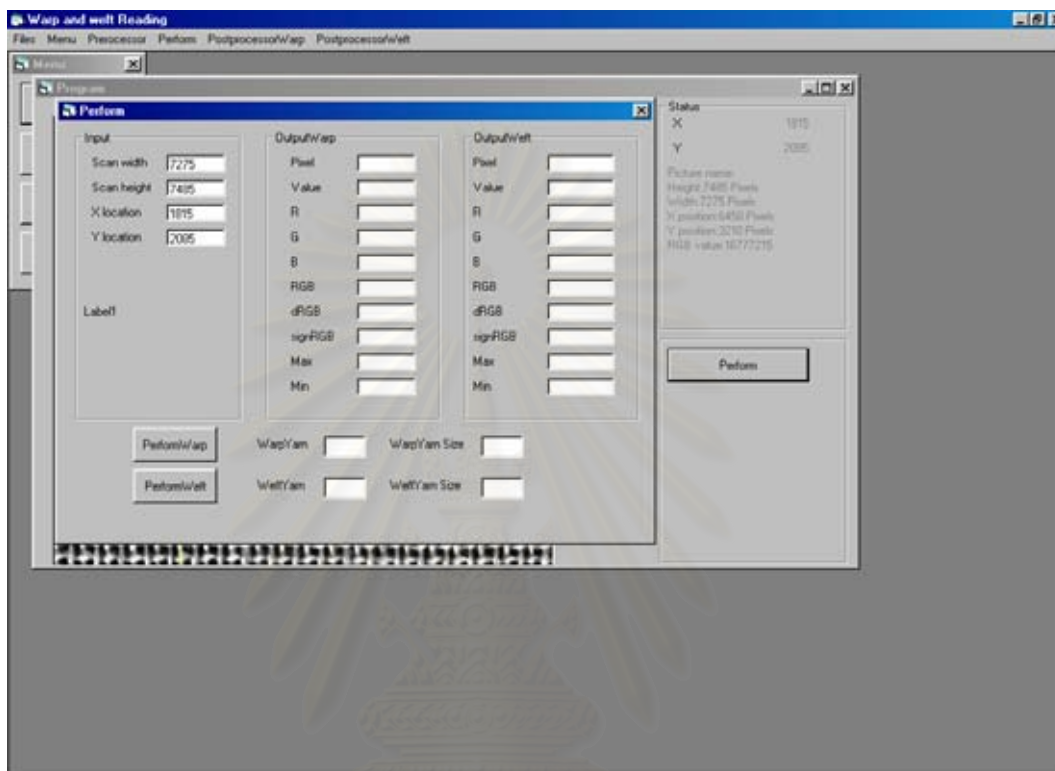 Warp and weft Reading
Files Menu Prerocessor Perform PostprocessorWarp PostprocessorWeft
Menu
Program
Perform
Input
Scan width 7275
Scan height 7485
X location 1815
Y location 2085
Label1
OutputWarp
Pixel
Value
R
G
B
RGB
dRGB
signRGB
Max
Min
OutputWeft
Pixel
Value
R
G
B
RGB
dRGB
signRGB
Max
Min
PerfomWarp WarpYarn WarpYarn Size
PerfomWeft WeftYarn WeftYarn Size
Status
X 1815
Y 2085
Picture name:
Height:7485 Pixels
Width:7275 Pixels
X position:6450 Pixels
Y position:3210 Pixels
RGB value:16777215
Perform